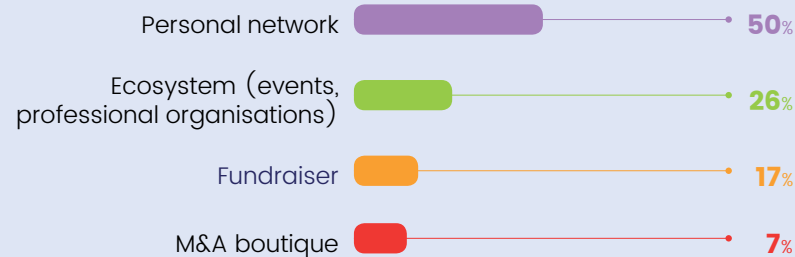 Personal network 50%
Ecosystem (events,
professional organisations) 26%
Fundraiser 17%
M&A boutique 7%